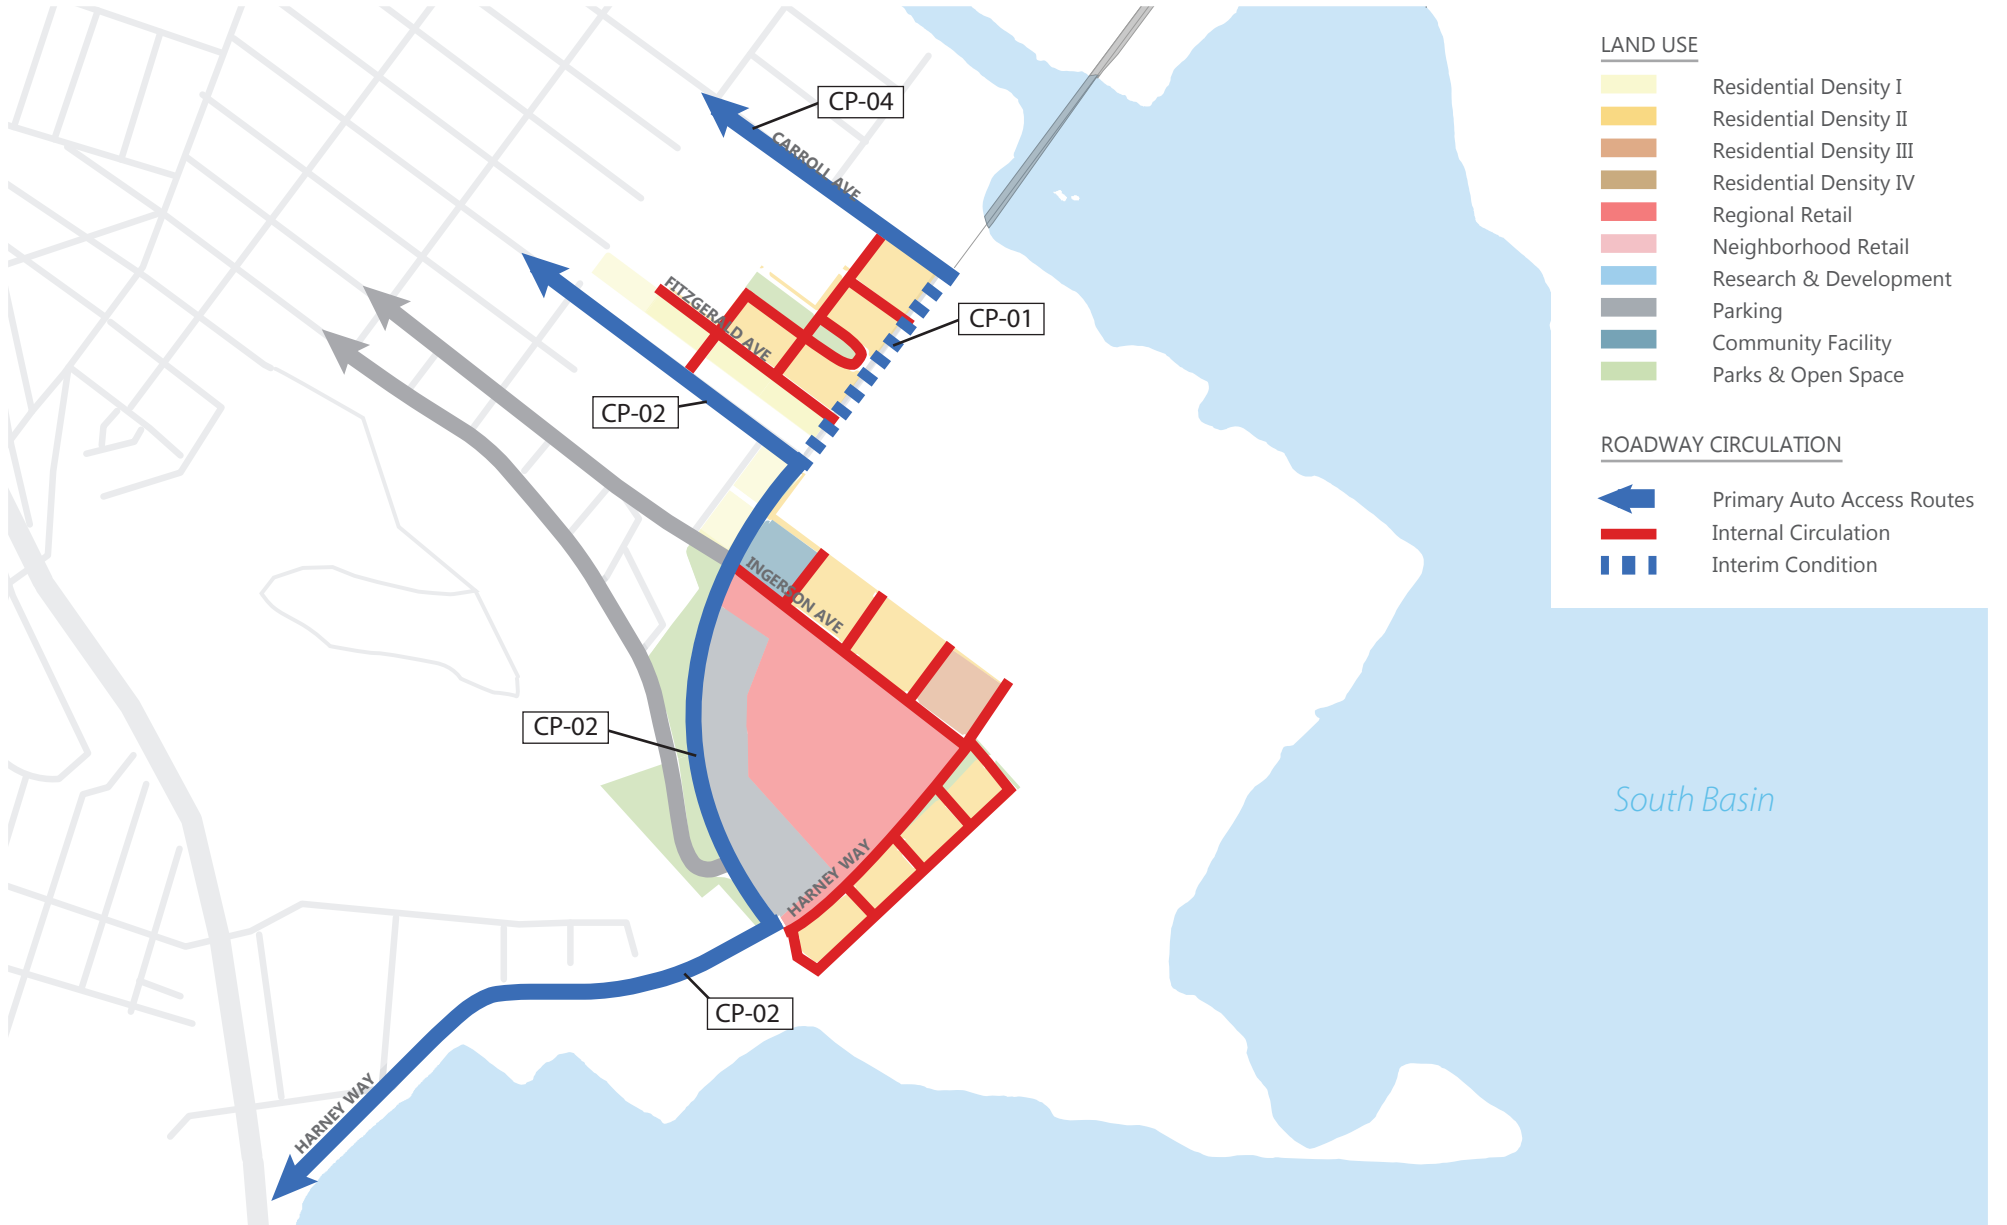 CP-04
CARROLL AVE
CP-01
FITZGERALD AVE
CP-02
INGERSON AVE
CP-02
HARNEY WAY
CP-02
HARNEY WAY
South Basin
LAND USE
Residential Density I
Residential Density II
Residential Density III
Residential Density IV
Regional Retail
Neighborhood Retail
Research & Development
Parking
Community Facility
Parks & Open Space
ROADWAY CIRCULATION
Primary Auto Access Routes
Internal Circulation
Interim Condition